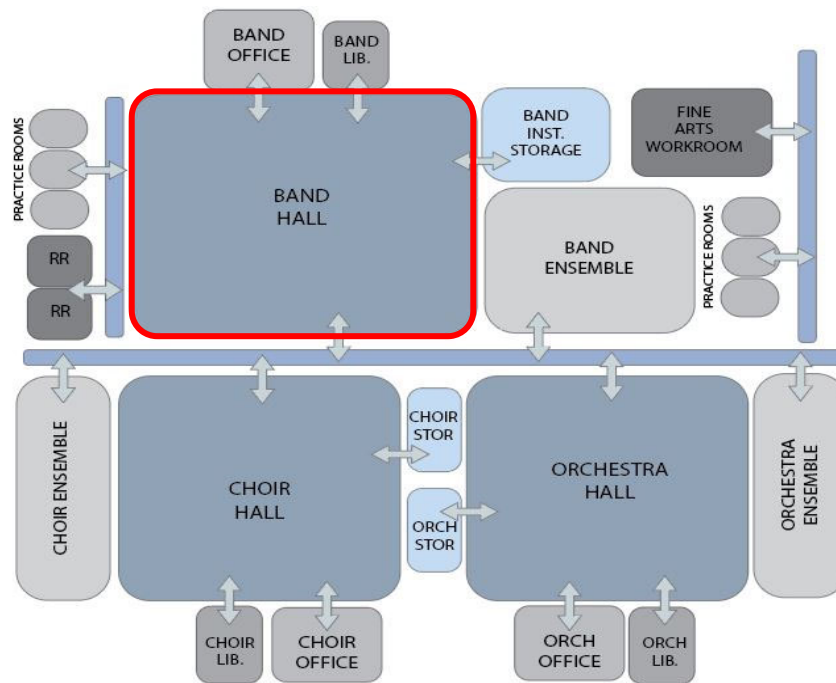 BAND
OFFICE
BAND
LIB.
PRACTICE ROOMS
BAND
HALL
BAND
INST.
STORAGE
FINE
ARTS
WORKROOM
RR
RR
BAND
ENSEMBLE
PRACTICE ROOMS
CHOIR ENSEMBLE
CHOIR
HALL
CHOIR
STOR
ORCH
STOR
ORCHESTRA
HALL
ORCHESTRA
ENSEMBLE
CHOIR
LIB.
CHOIR
OFFICE
ORCH
OFFICE
ORCH
LIB.